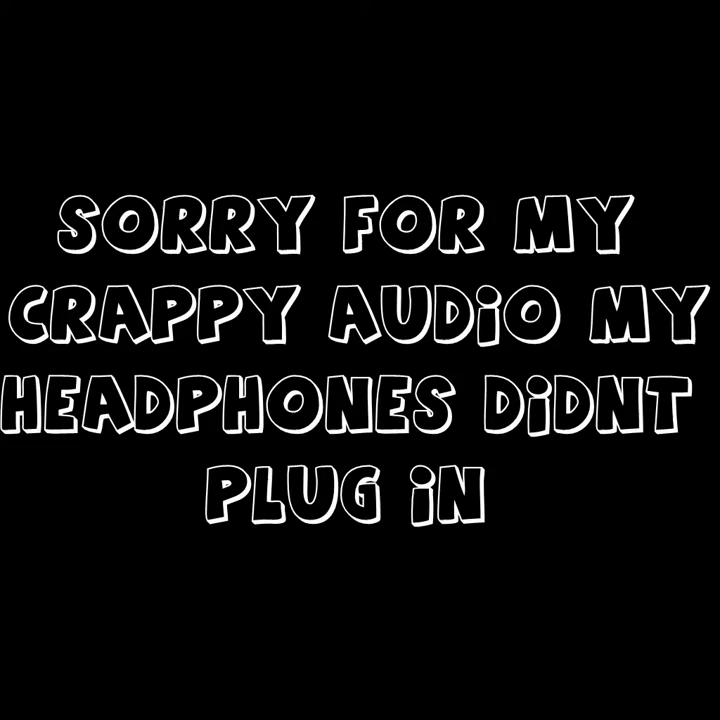 SORRY FOR MY
CRAPPY AUDiO MY
HEADPHONES DiDNT
PLUG iN